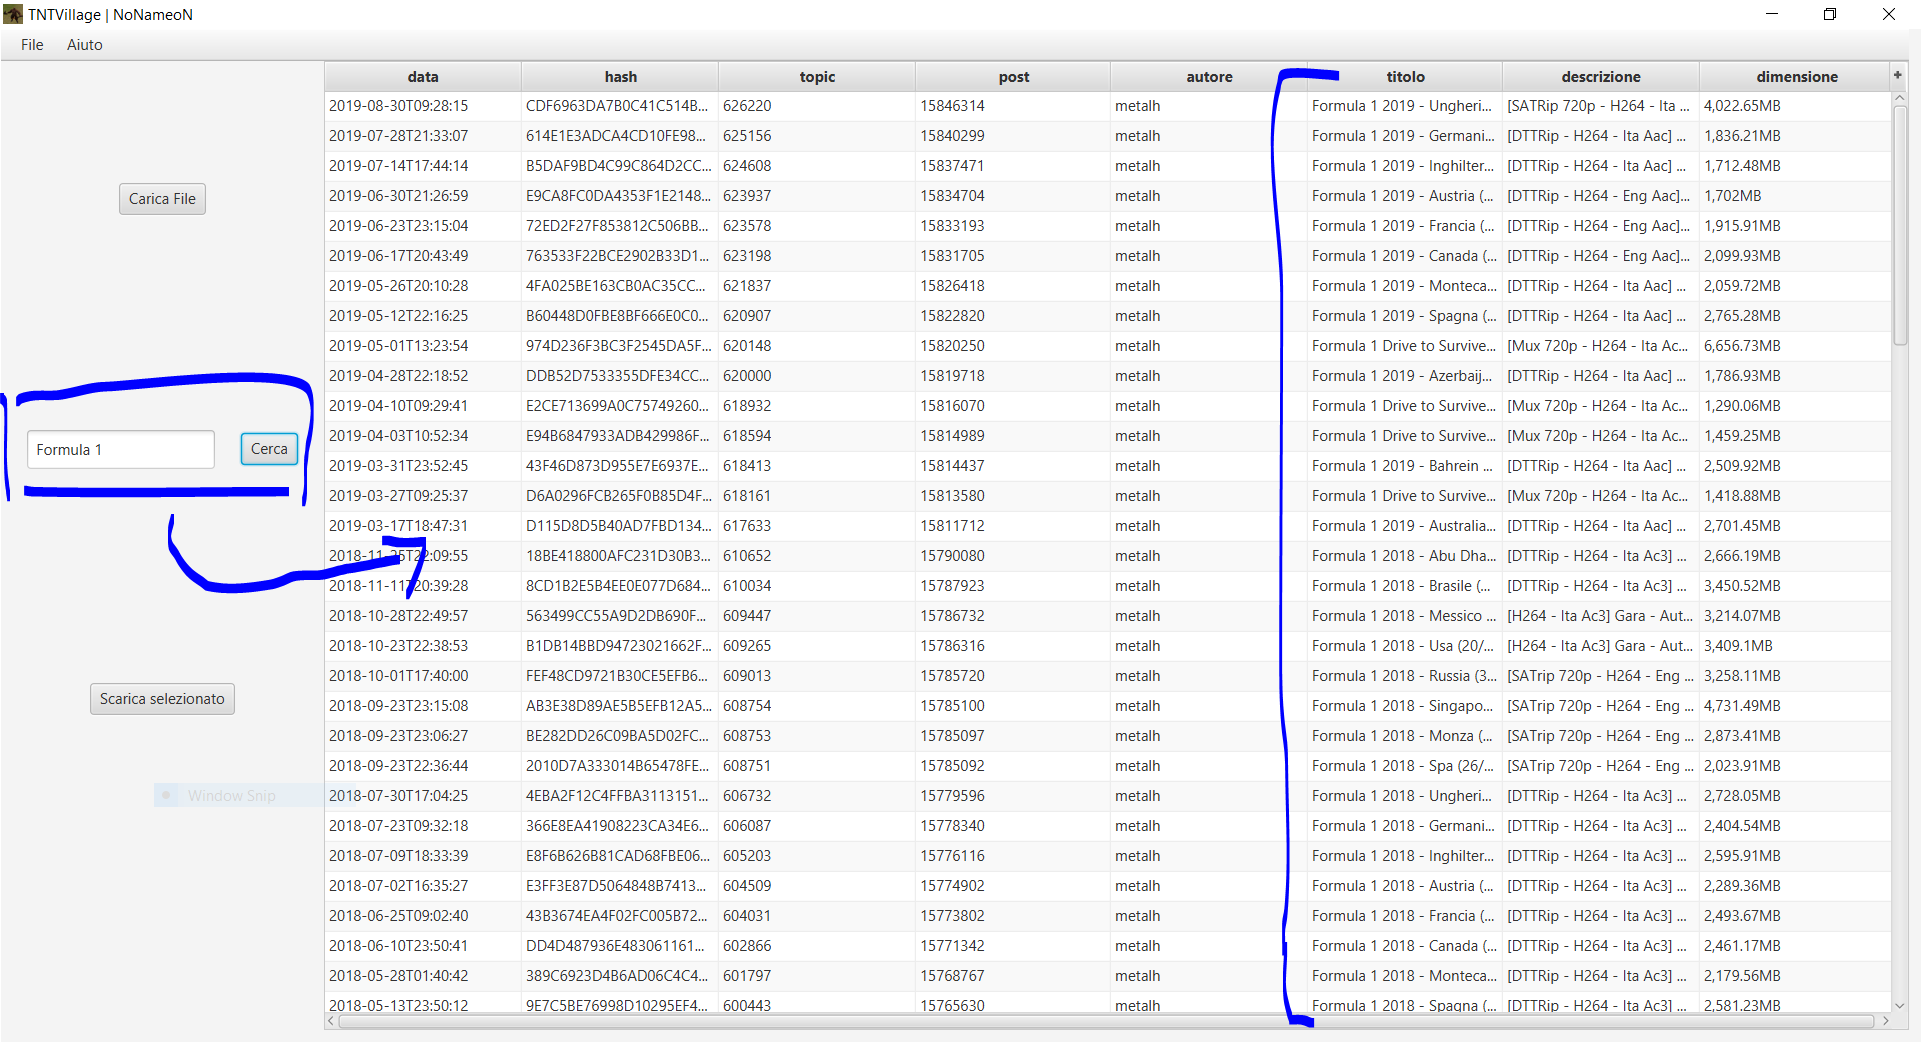 TNTVillage | NoNameoN
File Aiuto
data hash topic post autore titolo descrizione dimensione
2019-08-30T09:28:15 CDF6963DA7B0C41C514B... 626220 15846314 metalh Formula 1 2019 - Ungheri... [SATRip 720p - H264 - Ita ... 4,022.65MB
2019-07-28T21:33:07 614E1E3ADCA4CD10FE98... 625156 15840299 metalh Formula 1 2019 - Germani... [DTTRip - H264 - Ita Aac] ... 1,836.21MB
2019-07-14T17:44:14 B5DAF9BD4C99C864D2CC... 624608 15837471 metalh Formula 1 2019 - Inghilter... [DTTRip - H264 - Ita Aac] ... 1,712.48MB
Carica File
2019-06-30T21:26:59 E9CA8FC0DA4353F1E2148... 623937 15834704 metalh Formula 1 2019 - Austria (... [DTTRip - H264 - Eng Aac]... 1,702MB
2019-06-23T23:15:04 72ED2F27F853812C506BB... 623578 15833193 metalh Formula 1 2019 - Francia (... [DTTRip - H264 - Eng Aac]... 1,915.91MB
2019-06-17T20:43:49 763533F22BCE2902B33D1... 623198 15831705 metalh Formula 1 2019 - Canada (... [DTTRip - H264 - Eng Aac]... 2,099.93MB
2019-05-26T20:10:28 4FA025BE163CB0AC35CC... 621837 15826418 metalh Formula 1 2019 - Monteca... [DTTRip - H264 - Ita Aac] ... 2,059.72MB
2019-05-12T22:16:25 B60448D0FBE8BF666E0C0... 620907 15822820 metalh Formula 1 2019 - Spagna (... [DTTRip - H264 - Ita Aac] ... 2,765.28MB
2019-05-01T13:23:54 974D236F3BC3F2545DA5F... 620148 15820250 metalh Formula 1 Drive to Survive... [Mux 720p - H264 - Ita Ac... 6,656.73MB
2019-04-28T22:18:52 DDB52D7533355DFE34CC... 620000 15819718 metalh Formula 1 2019 - Azerbaij... [DTTRip - H264 - Ita Aac] ... 1,786.93MB
2019-04-10T09:29:41 E2CE713699A0C75749260... 618932 15816070 metalh Formula 1 Drive to Survive... [Mux 720p - H264 - Ita Ac... 1,290.06MB
2019-04-03T10:52:34 E94B6847933ADB429986F... 618594 15814989 metalh Formula 1 Drive to Survive... [Mux 720p - H264 - Ita Ac... 1,459.25MB
Formula 1 Cerca
2019-03-31T23:52:45 43F46D873D955E7E6937E... 618413 15814437 metalh Formula 1 2019 - Bahrein ... [DTTRip - H264 - Ita Aac] ... 2,509.92MB
2019-03-27T09:25:37 D6A0296FCB265F0B85D4F... 618161 15813580 metalh Formula 1 Drive to Survive... [Mux 720p - H264 - Ita Ac... 1,418.88MB
2019-03-17T18:47:31 D115D8D5B40AD7FBD134... 617633 15811712 metalh Formula 1 2019 - Australia... [DTTRip - H264 - Ita Aac] ... 2,701.45MB
2018-11-25T22:09:55 18BE418800AFC231D30B3... 610652 15790080 metalh Formula 1 2018 - Abu Dha... [DTTRip - H264 - Ita Ac3] ... 2,666.19MB
2018-11-11T20:39:28 8CD1B2E5B4EE0E077D684... 610034 15787923 metalh Formula 1 2018 - Brasile (... [DTTRip - H264 - Ita Ac3] ... 3,450.52MB
2018-10-28T22:49:57 563499CC55A9D2DB690F... 609447 15786732 metalh Formula 1 2018 - Messico ... [H264 - Ita Ac3] Gara - Aut... 3,214.07MB
2018-10-23T22:38:53 B1DB14BBD94723021662F... 609265 15786316 metalh Formula 1 2018 - Usa (20/... [H264 - Ita Ac3] Gara - Aut... 3,409.1MB
2018-10-01T17:40:00 FEF48CD9721B30CE5EFB6... 609013 15785720 metalh Formula 1 2018 - Russia (3... [SATrip 720p - H264 - Eng ... 3,258.11MB
Scarica selezionato
2018-09-23T23:15:08 AB3E38D89AE5B5EFB12A5... 608754 15785100 metalh Formula 1 2018 - Singapo... [SATrip 720p - H264 - Eng ... 4,731.49MB
2018-09-23T23:06:27 BE282DD26C09BA5D02FC... 608753 15785097 metalh Formula 1 2018 - Monza (... [SATrip 720p - H264 - Eng ... 2,873.41MB
2018-09-23T22:36:44 2010D7A333014B65478FE... 608751 15785092 metalh Formula 1 2018 - Spa (26/... [SATrip 720p - H264 - Eng ... 2,023.91MB
Window Snip
2018-07-30T17:04:25 4EBA2F12C4FFBA3113151... 606732 15779596 metalh Formula 1 2018 - Ungheri... [DTTRip - H264 - Ita Ac3] ... 2,728.05MB
2018-07-23T09:32:18 366E8EA41908223CA34E6... 606087 15778340 metalh Formula 1 2018 - Germani... [DTTRip - H264 - Ita Ac3] ... 2,404.54MB
2018-07-09T18:33:39 E8F6B626B81CAD68FBE06... 605203 15776116 metalh Formula 1 2018 - Inghilter... [DTTRip - H264 - Ita Ac3] ... 2,595.91MB
2018-07-02T16:35:27 E3FF3E87D5064848B7413... 604509 15774902 metalh Formula 1 2018 - Austria (... [DTTRip - H264 - Ita Ac3] ... 2,289.36MB
2018-06-25T09:02:40 43B3674EA4F02FC005B72... 604031 15773802 metalh Formula 1 2018 - Francia (... [DTTRip - H264 - Ita Ac3] ... 2,493.67MB
2018-06-10T23:50:41 DD4D487936E483061161... 602866 15771342 metalh Formula 1 2018 - Canada (... [DTTRip - H264 - Ita Ac3] ... 2,461.17MB
2018-05-28T01:40:42 389C6923D4B6AD06C4C4... 601797 15768767 metalh Formula 1 2018 - Monteca... [DTTRip - H264 - Ita Ac3] ... 2,179.56MB
2018-05-13T23:50:12 9E7C5BE76998D10295EF4... 600443 15765630 metalh Formula 1 2018 - Spagna (... [DTTRip - H264 - Ita Ac3] ... 2,581.23MB